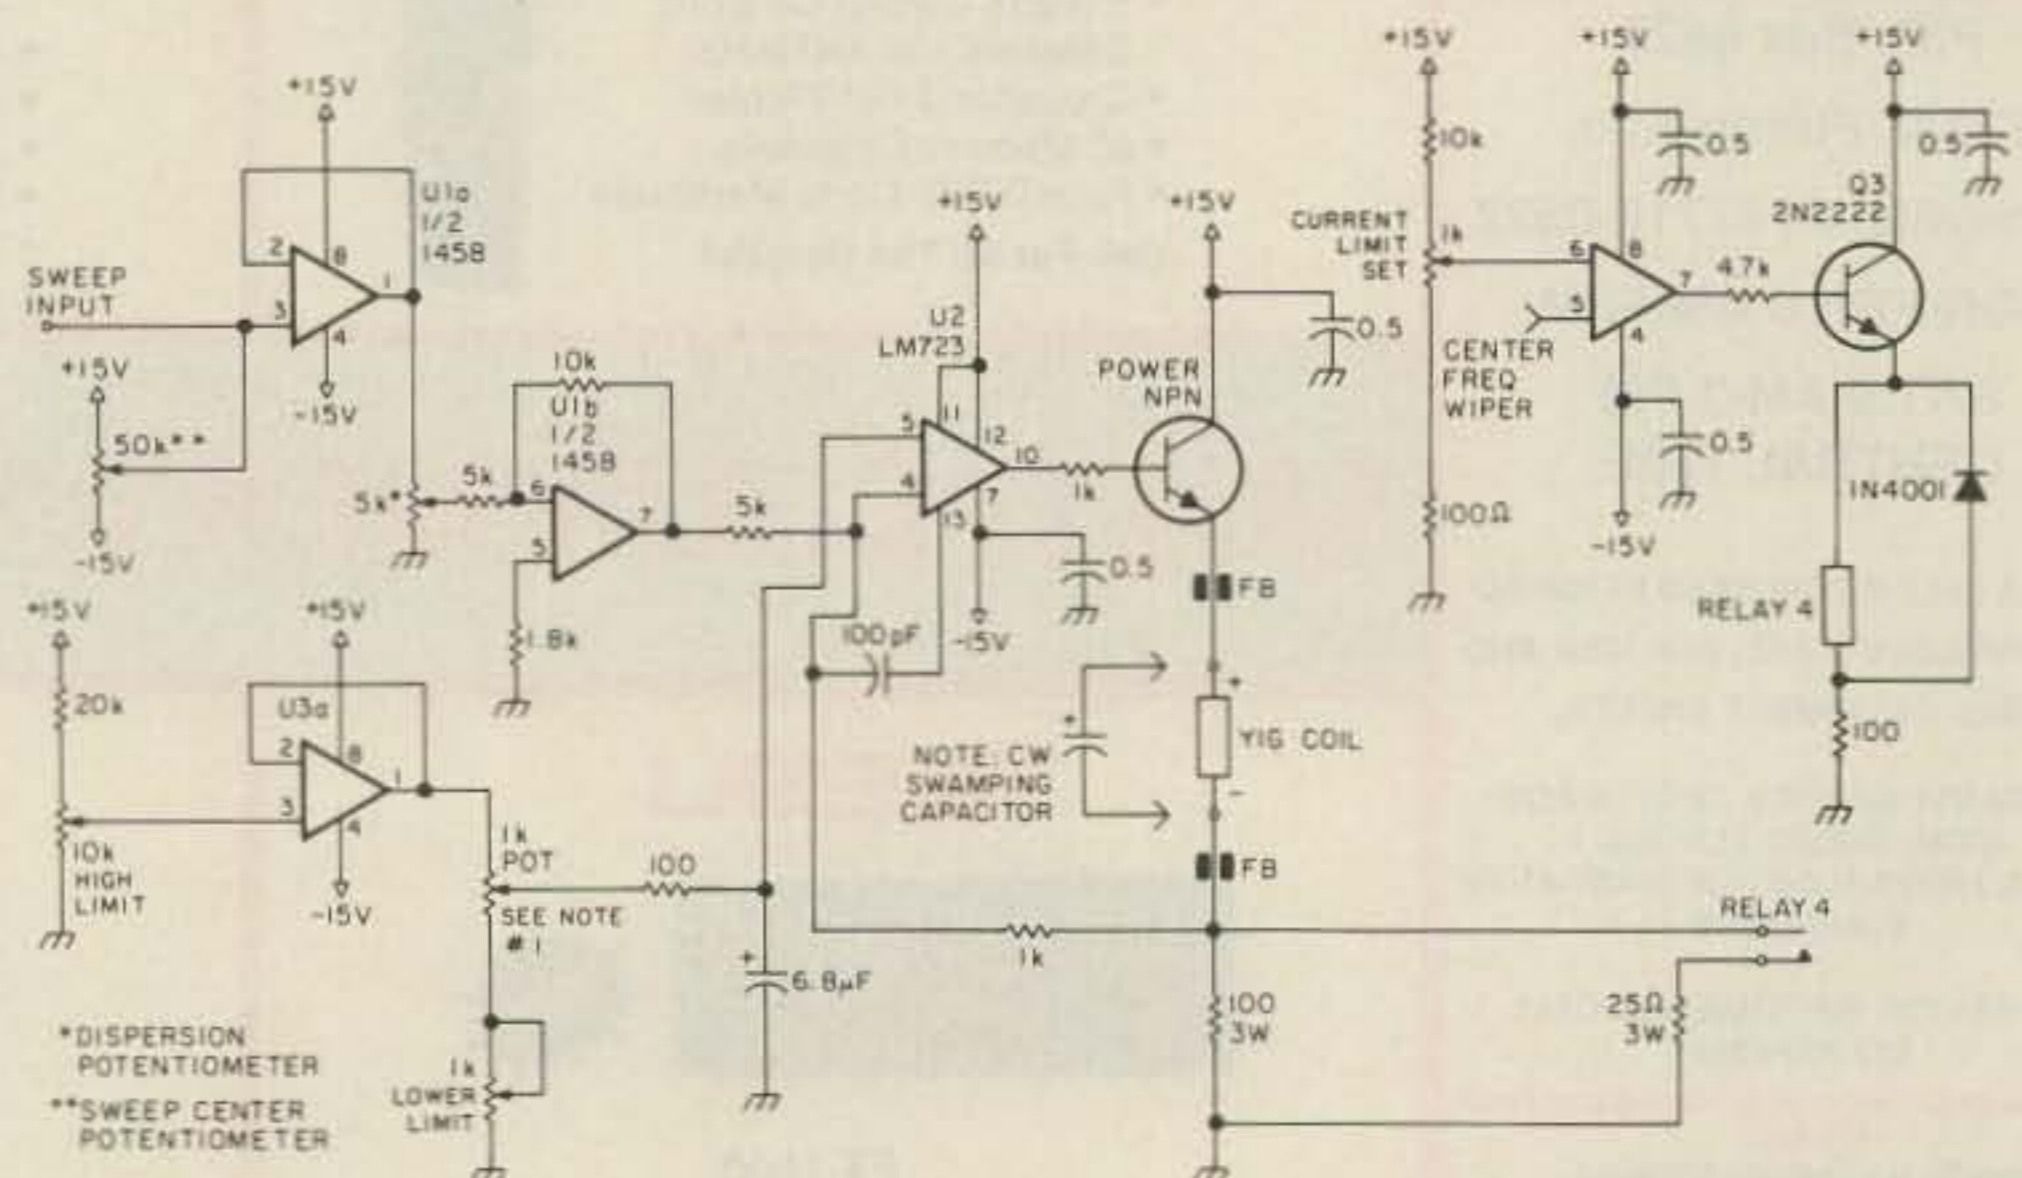 +15V
U1a
1/2
1458
2
8
1
3
4
SWEEP
INPUT
-15V
+15V
50k**
-15V
5k*
5k
10k
U1b
1/2
1458
6
7
5
1.8k
5k
+15V
U2
LM723
5
11
12
10
4
7
13
0.5
-15V
100pF
1k
+15V
0.5
POWER
NPN
FB
+
YIG COIL
-
FB
NOTE: CW
SWAMPING
CAPACITOR
+
+15V
10k
CURRENT
LIMIT
SET
1k
100Ω
+15V
0.5
6
8
7
5
4
CENTER
FREQ
WIPER
0.5
-15V
4.7k
+15V
0.5
Q3
2N2222
1N4001
RELAY 4
100
+15V
20k
10k
HIGH
LIMIT
+15V
U3a
2
8
1
3
4
-15V
1k
POT
SEE NOTE
#1
100
+
6.8µF
1k
LOWER
LIMIT
1k
100
3W
RELAY 4
25Ω
3W
*DISPERSION
POTENTIOMETER
**SWEEP CENTER
POTENTIOMETER